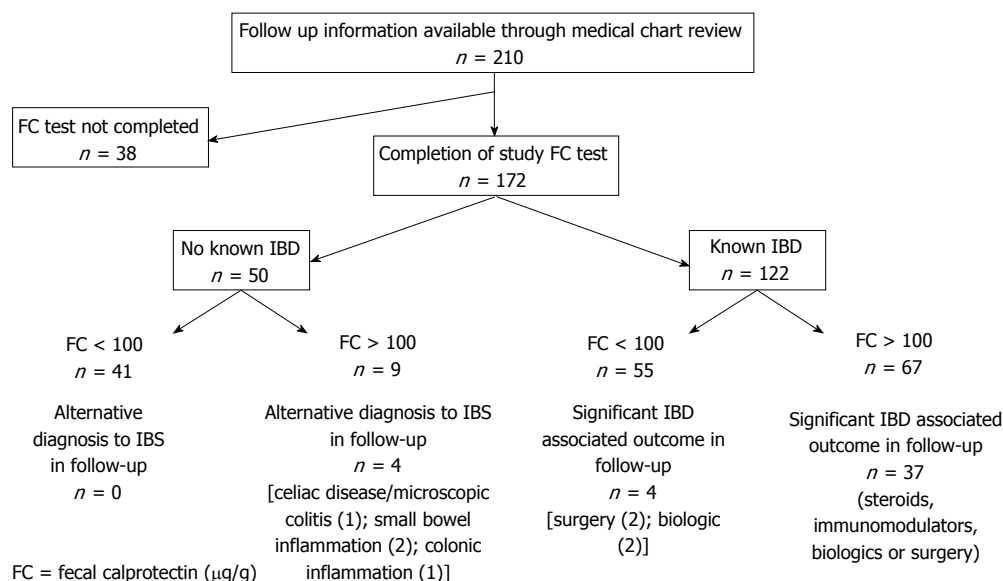 Follow up information available through medical chart review
n = 210
FC test not completed
n = 38
Completion of study FC test
n = 172
No known IBD
n = 50
Known IBD
n = 122
FC < 100
n = 41
Alternative
diagnosis to IBS
in follow-up
n = 0
FC > 100
n = 9
Alternative diagnosis to IBS
in follow-up
n = 4
[celiac disease/microscopic
colitis (1); small bowel
inflammation (2); colonic
inflammation (1)]
FC < 100
n = 55
Significant IBD
associated outcome in
follow-up
n = 4
[surgery (2); biologic
(2)]
FC > 100
n = 67
Significant IBD associated
outcome in follow-up
n = 37
(steroids,
immunomodulators,
biologics or surgery)
FC = fecal calprotectin (μg/g)